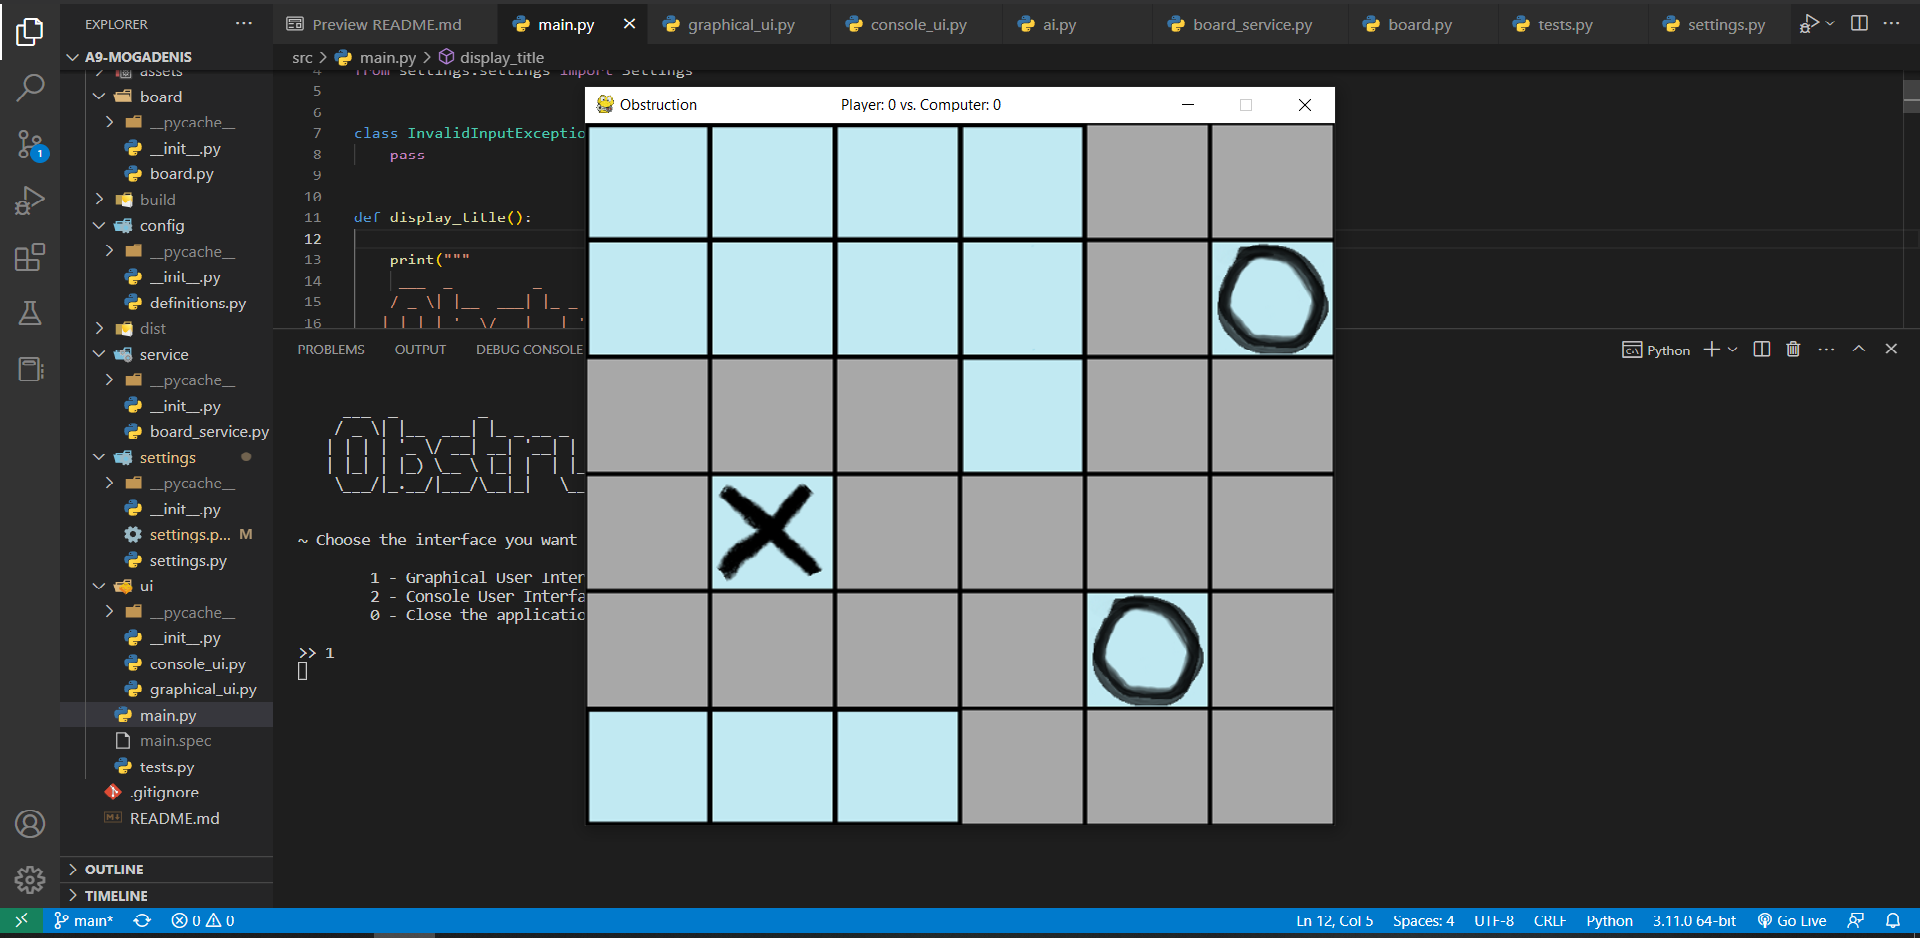 EXPLORER
Preview README.md
main.py
graphical_ui.py
console_ui.py
ai.py
board_service.py
board.py
tests.py
settings.py
A9-MOGADENIS
assets
board
__pycache__
__init__.py
board.py
build
config
__pycache__
__init__.py
definitions.py
dist
service
__pycache__
__init__.py
board_service.py
settings
__pycache__
__init__.py
settings.p... M
settings.py
ui
__pycache__
__init__.py
console_ui.py
graphical_ui.py
main.py
main.spec
tests.py
.gitignore
README.md
OUTLINE
TIMELINE
src > main.py > display_title
4 from settings.settings import Settings
5
6
7 class InvalidInputExceptio
8 pass
9
10
11 def display_title():
12
13 print("""
14 ___ _ _
15 / _ \| |__ ___| |_ _
16
Obstruction
Player: 0 vs. Computer: 0
PROBLEMS OUTPUT DEBUG CONSOLE
Python
~ Choose the interface you want
1 - Graphical User Inter
2 - Console User Interfa
0 - Close the applicatio
>> 1
main* 0 0
Ln 12, Col 5 Spaces: 4 UTF-8 CRLF Python 3.11.0 64-bit Go Live